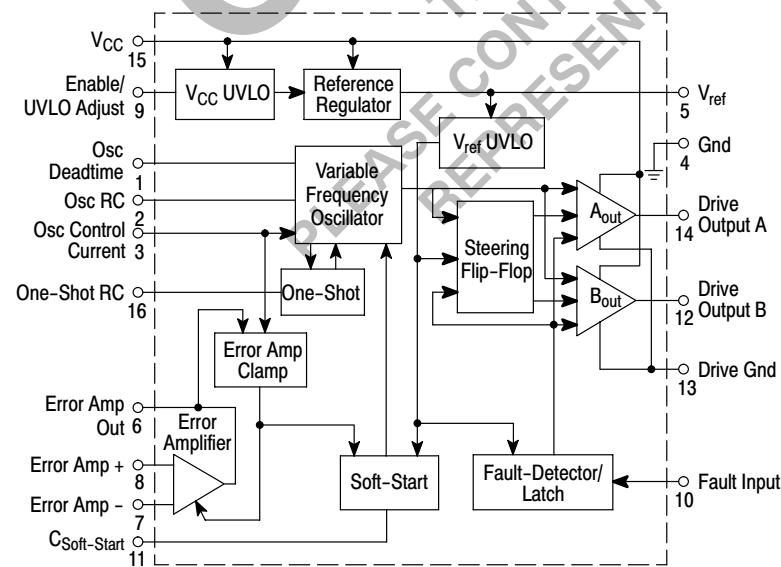 VCC
15
Enable/
UVLO Adjust
9
VCC UVLO
Reference
Regulator
5
Vref
Vref UVLO
4
Gnd
Osc
Deadtime
1
Osc RC
2
Osc Control
Current
3
Variable
Frequency
Oscillator
One-Shot RC
16
One-Shot
Steering
Flip-Flop
Aout
14
Drive
Output A
Bout
12
Drive
Output B
13
Drive Gnd
Error Amp
Clamp
Error Amp
Out
6
Error
Amplifier
Error Amp +
8
Error Amp -
7
CSoft-Start
11
Soft-Start
Fault-Detector/
Latch
10
Fault Input
PLEASE CONT
REPRESENT